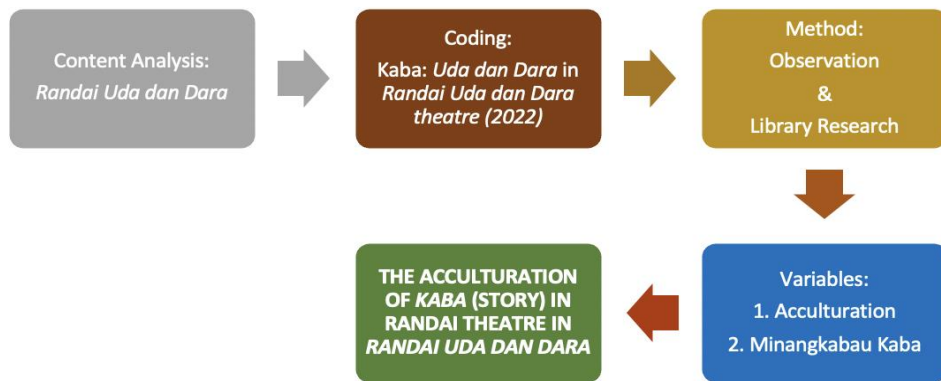 Content Analysis:
Randai Uda dan Dara
Coding:
Kaba: Uda dan Dara in
Randai Uda dan Dara
theatre (2022)
Method:
Observation
&
Library Research
Variables:
1. Acculturation
2. Minangkabau Kaba
THE ACCULTURATION
OF KABA (STORY) IN
RANDAI THEATRE IN
RANDAI UDA DAN DARA